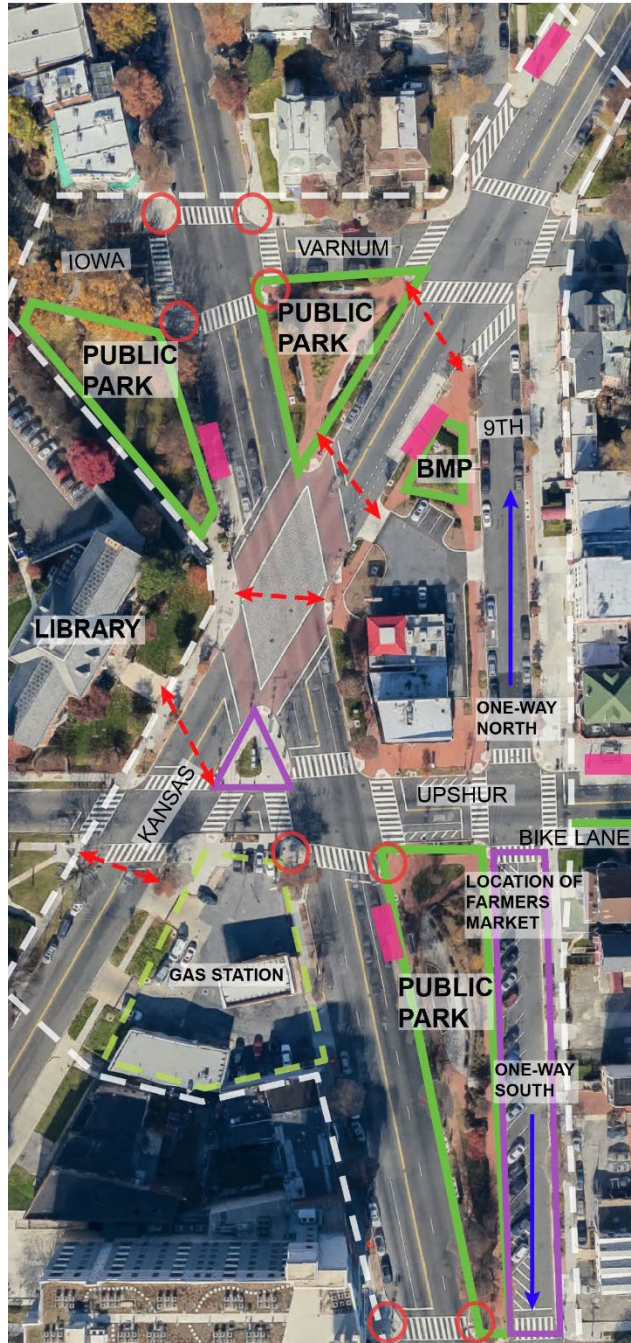 IOWA
VARNUM
PUBLIC
PARK
PUBLIC
PARK
9TH
BMP
LIBRARY
ONE-WAY
NORTH
KANSAS
UPSHUR
BIKE LANE
LOCATION OF
FARMERS
MARKET
GAS STATION
PUBLIC
PARK
ONE-WAY
SOUTH